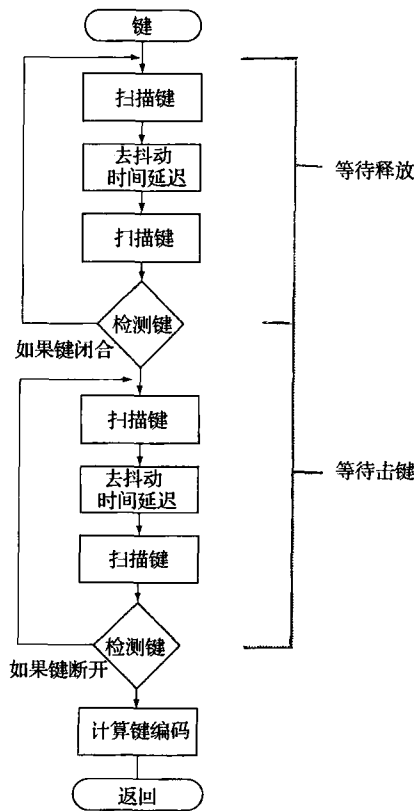 键
扫描键
去抖动
时间延迟
等待释放
扫描键
检测键
如果键闭合
扫描键
去抖动
时间延迟
等待击键
扫描键
检测键
如果键断开
计算键编码
返回